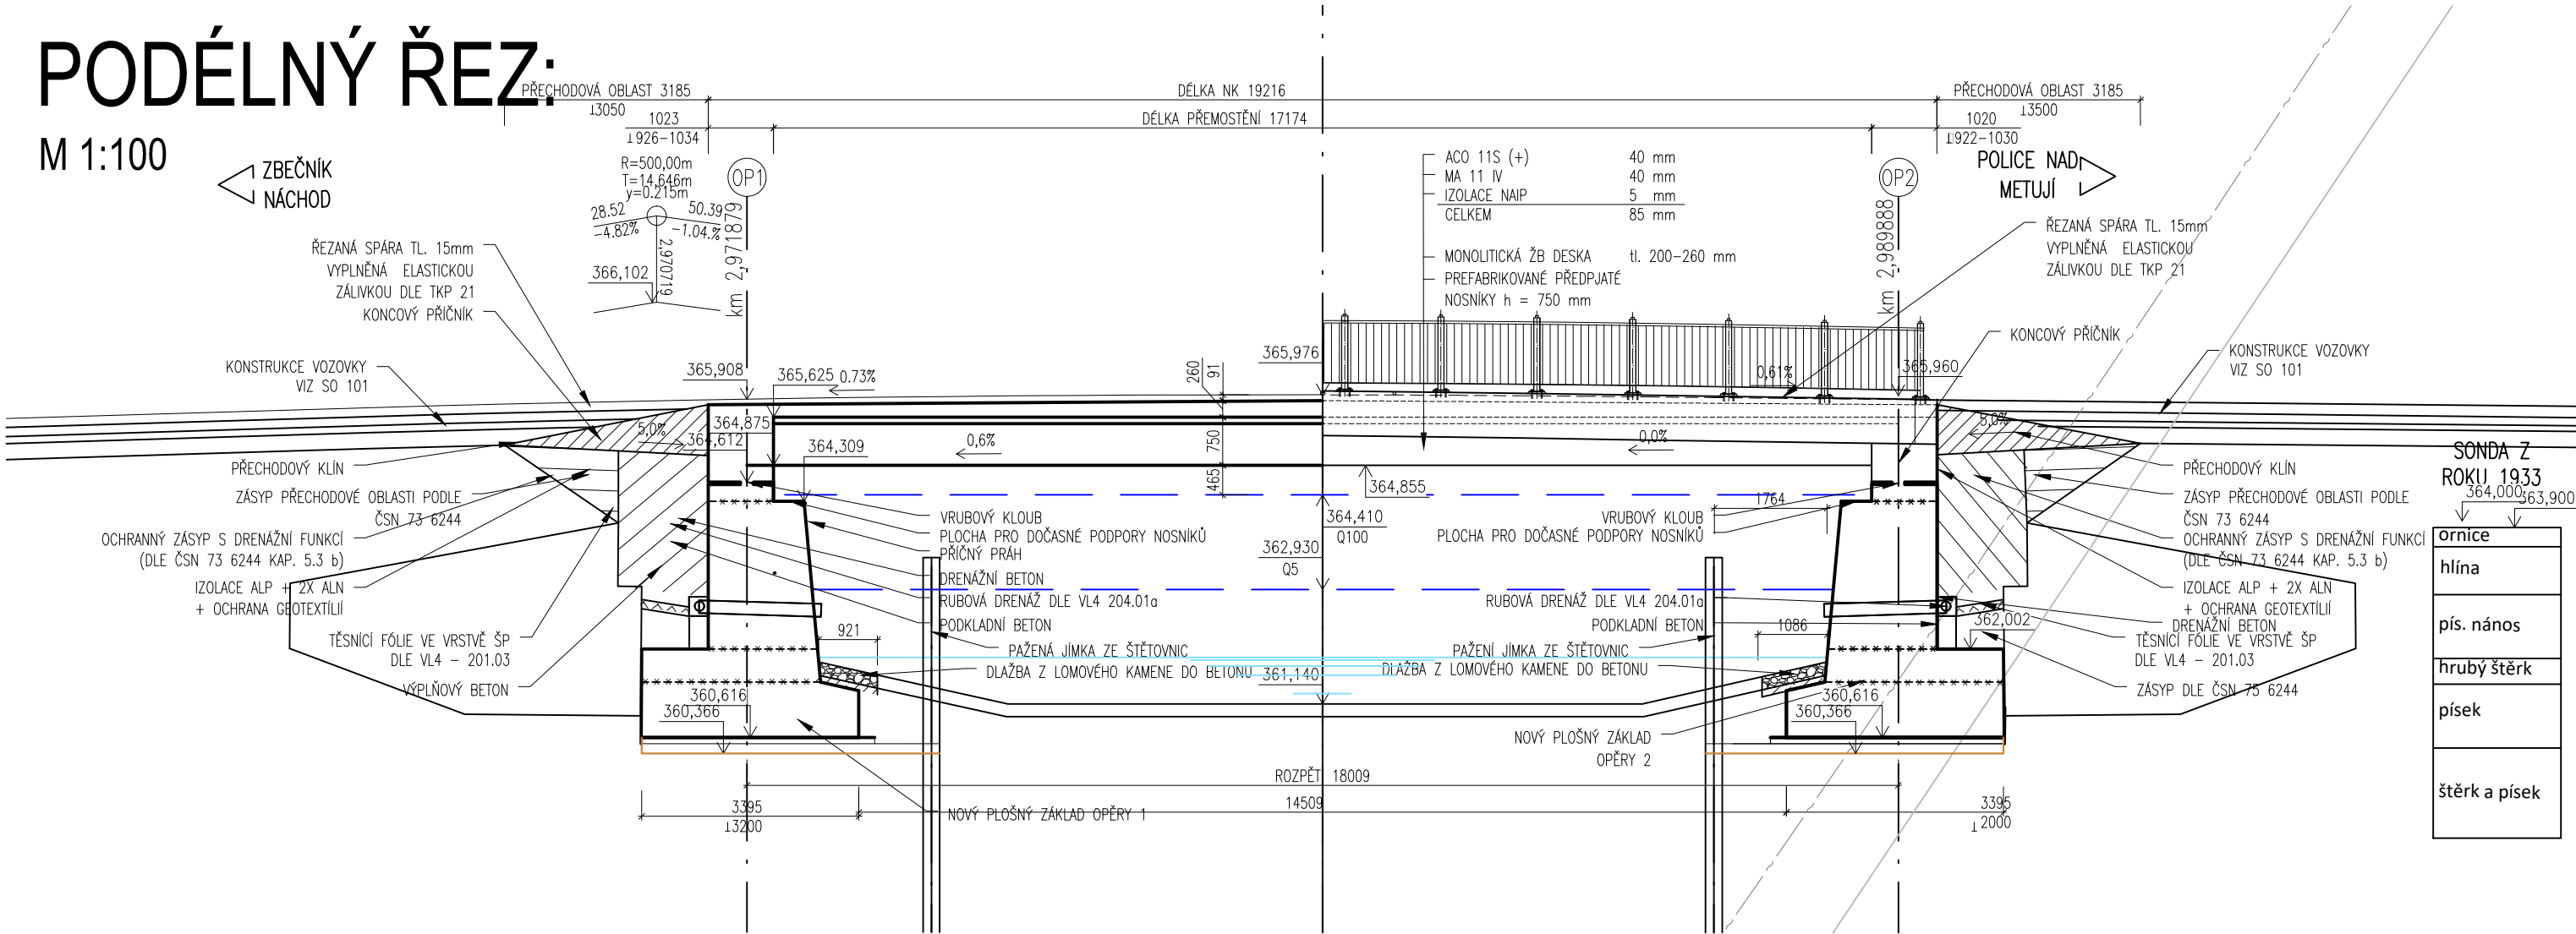 PODÉLNÝ ŘEZ:
M 1:100
PŘECHODOVÁ OBLAST 3185
⊥3050
DÉLKA NK 19216
PŘECHODOVÁ OBLAST 3185
⊥3500
1023
⊥926-1034
DÉLKA PŘEMOSTĚNÍ 17174
1020
⊥922-1030
ZBEČNÍK
NÁCHOD
R=500,00m
T=14,646m
y=0.215m
28.52
50.39
-4.82%
-1.04.%
2,970719
366,102
OP1
km 2,971879
ACO 11S (+) 40 mm
MA 11 IV 40 mm
IZOLACE NAIP 5 mm
CELKEM 85 mm
MONOLITICKÁ ŽB DESKA tl. 200-260 mm
PREFABRIKOVANÉ PŘEDPJATÉ
NOSNÍKY h = 750 mm
OP2
km 2,989888
POLICE NAD
METUJÍ
ŘEZANÁ SPÁRA TL. 15mm
VYPLNĚNÁ ELASTICKOU
ZÁLIVKOU DLE TKP 21
KONCOVÝ PŘÍČNÍK
KONSTRUKCE VOZOVKY
VIZ SO 101
ŘEZANÁ SPÁRA TL. 15mm
VYPLNĚNÁ ELASTICKOU
ZÁLIVKOU DLE TKP 21
KONCOVÝ PŘÍČNÍK
KONSTRUKCE VOZOVKY
VIZ SO 101
365,908
365,625 0.73%
260
91
365,976
0,61%
365,960
364,875
5,0%
364,612
364,309
0,6%
750
465
0,0%
5,0%
364,855
1764
364,410
Q100
362,930
Q5
PŘECHODOVÝ KLÍN
ZÁSYP PŘECHODOVÉ OBLASTI PODLE
ČSN 73 6244
OCHRANNÝ ZÁSYP S DRENÁŽNÍ FUNKCÍ
(DLE ČSN 73 6244 KAP. 5.3 b)
IZOLACE ALP + 2X ALN
+ OCHRANA GEOTEXTÍLIÍ
TĚSNÍCÍ FÓLIE VE VRSTVĚ ŠP
DLE VL4 - 201.03
VÝPLŇOVÝ BETON
VRUBOVÝ KLOUB
PLOCHA PRO DOČASNÉ PODPORY NOSNÍKŮ
PŘÍČNÝ PRÁH
DRENÁŽNÍ BETON
RUBOVÁ DRENÁŽ DLE VL4 204.01a
PODKLADNÍ BETON
921
PAŽENÁ JÍMKA ZE ŠTĚTOVNIC
DLAŽBA Z LOMOVÉHO KAMENE DO BETONU
361,140
VRUBOVÝ KLOUB
PLOCHA PRO DOČASNÉ PODPORY NOSNÍKŮ
RUBOVÁ DRENÁŽ DLE VL4 204.01a
PODKLADNÍ BETON
1086
PAŽENÍ JÍMKA ZE ŠTĚTOVNIC
DLAŽBA Z LOMOVÉHO KAMENE DO BETONU
PŘECHODOVÝ KLÍN
ZÁSYP PŘECHODOVÉ OBLASTI PODLE
ČSN 73 6244
OCHRANNÝ ZÁSYP S DRENÁŽNÍ FUNKCÍ
(DLE ČSN 73 6244 KAP. 5.3 b)
IZOLACE ALP + 2X ALN
+ OCHRANA GEOTEXTÍLIÍ
DRENÁŽNÍ BETON
362,002
TĚSNÍCÍ FÓLIE VE VRSTVĚ ŠP
DLE VL4 - 201.03
ZÁSYP DLE ČSN 75 6244
360,616
360,366
360,616
360,366
NOVÝ PLOŠNÝ ZÁKLAD
OPĚRY 2
ROZPĚTÍ 18009
3395
⊥3200
NOVÝ PLOŠNÝ ZÁKLAD OPĚRY 1
14509
3395
⊥2000
SONDA Z
ROKU 1933
364,000
363,900
ornice
hlína
pís. nános
hrubý štěrk
písek
štěrk a písek